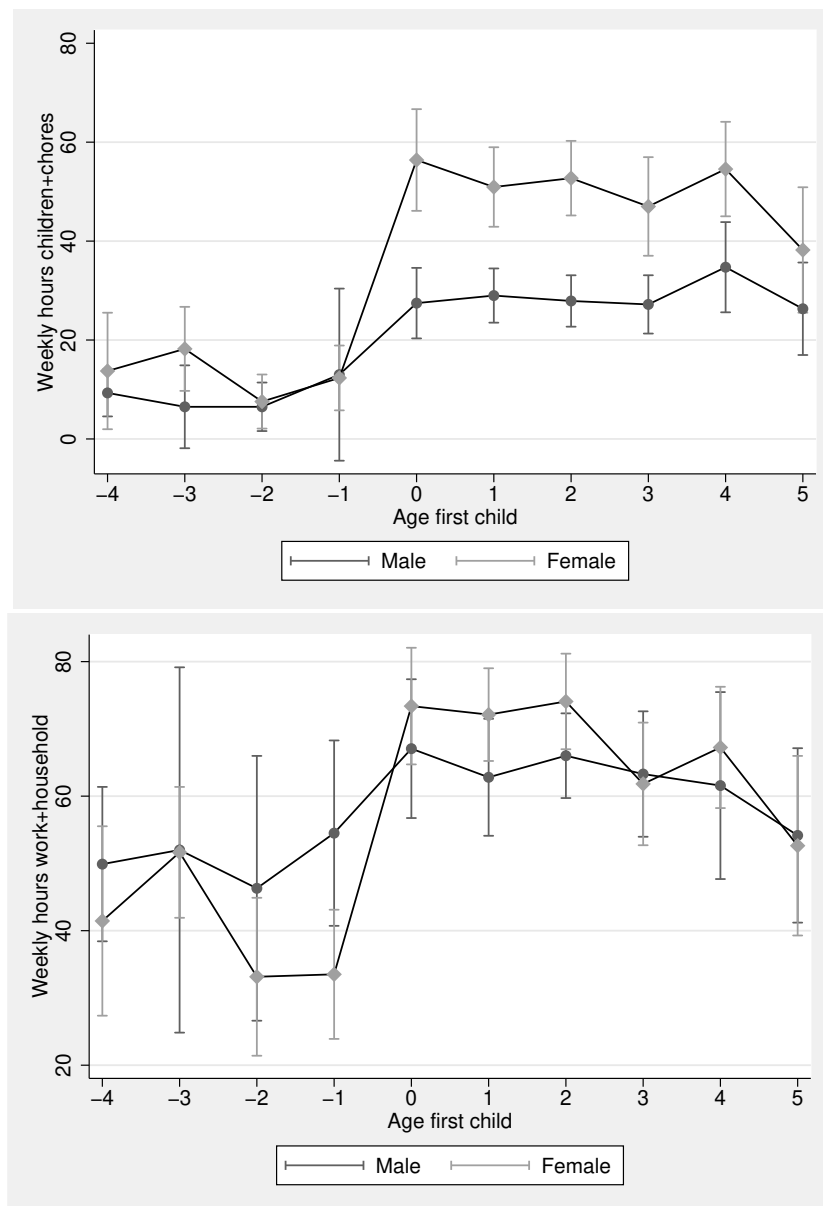 Weekly hours children+chores
80
60
40
20
0
−4 −3 −2 −1 0 1 2 3 4 5
Age first child
Male Female
Weekly hours work+household
80
60
40
20
−4 −3 −2 −1 0 1 2 3 4 5
Age first child
Male Female